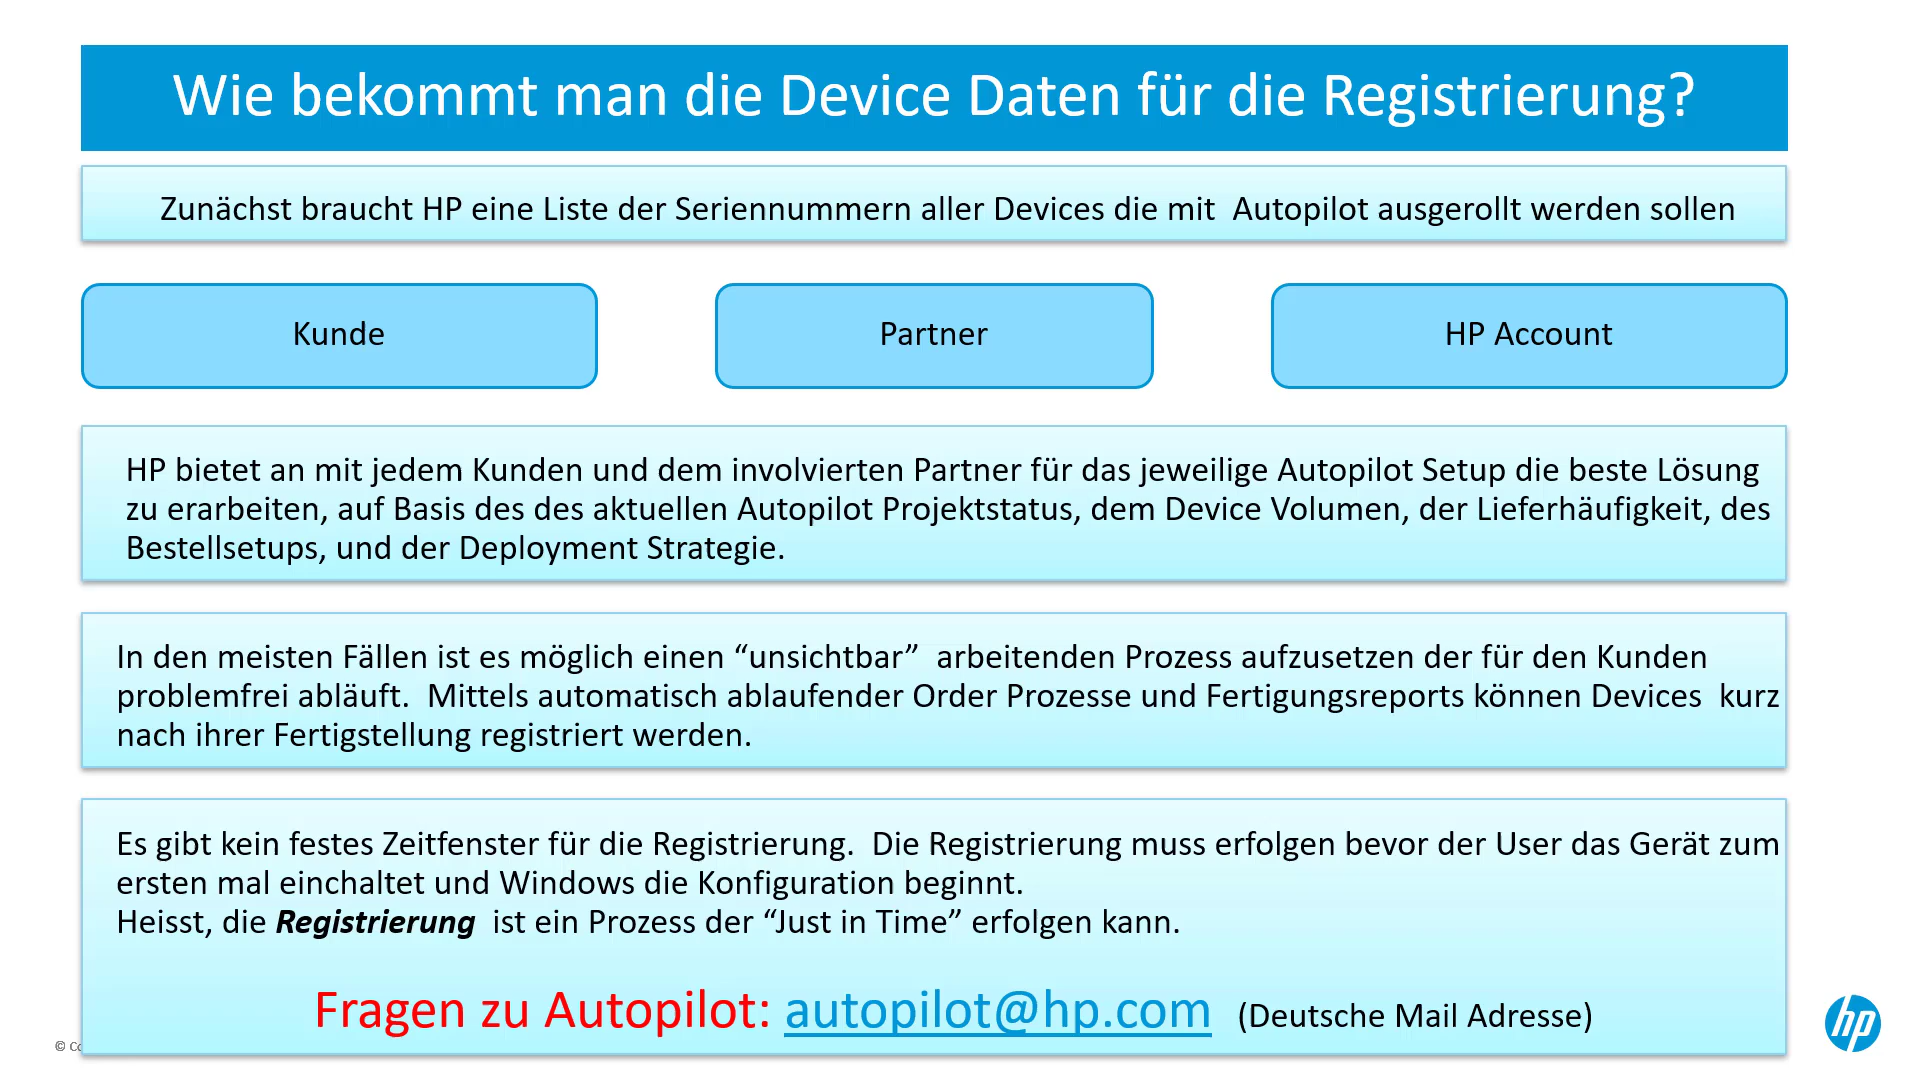 Wie bekommt man die Device Daten für die Registrierung?
Zunächst braucht HP eine Liste der Seriennummern aller Devices die mit  Autopilot ausgerollt werden sollen
Kunde
Partner
HP Account
HP bietet an mit jedem Kunden und dem involvierten Partner für das jeweilige Autopilot Setup die beste Lösung
zu erarbeiten, auf Basis des des aktuellen Autopilot Projektstatus, dem Device Volumen, der Lieferhäufigkeit, des
Bestellsetups, und der Deployment Strategie.
In den meisten Fällen ist es möglich einen “unsichtbar”  arbeitenden Prozess aufzusetzen der für den Kunden
problemfrei abläuft.  Mittels automatisch ablaufender Order Prozesse und Fertigungsreports können Devices  kurz
nach ihrer Fertigstellung registriert werden.
Es gibt kein festes Zeitfenster für die Registrierung.  Die Registrierung muss erfolgen bevor der User das Gerät zum
ersten mal einchaltet und Windows die Konfiguration beginnt.
Heisst, die Registrierung  ist ein Prozess der “Just in Time” erfolgen kann.
Fragen zu Autopilot: autopilot@hp.com  (Deutsche Mail Adresse)
©
hp